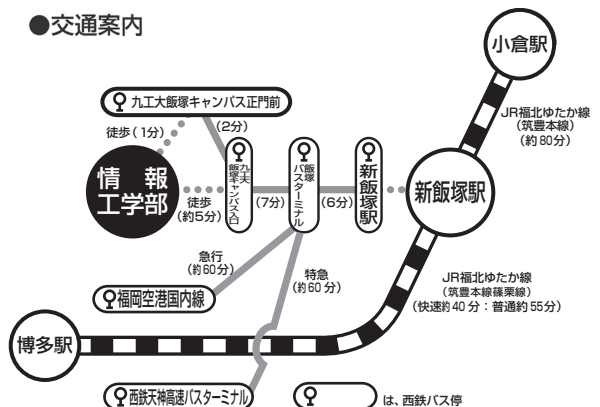 ●交通案内
小倉駅
九工大飯塚キャンパス正門前
JR福北ゆたか線
(筑豊本線)
(約80分)
徒歩(1分)
(2分)
情 報
工学部
徒歩
(約5分)
九工大
飯塚キャンパス入口
(7分)
飯塚
バスターミナル
(6分)
新飯塚駅
新飯塚駅
急行
(約60分)
特急
(約60分)
福岡空港国内線
JR福北ゆたか線
(筑豊本線篠栗線)
(快速約40分:普通約55分)
博多駅
西鉄天神高速バスターミナル
は、西鉄バス停